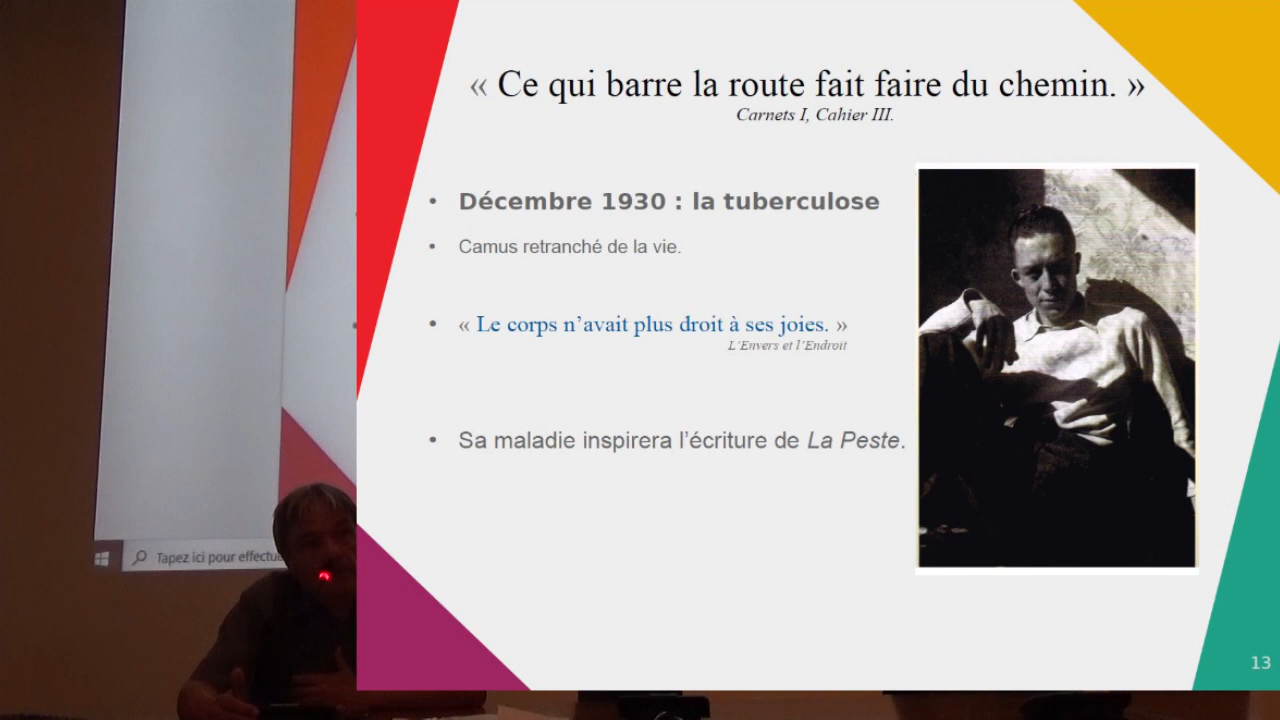 « Ce qui barre la route fait faire du chemin. »
Carnets I, Cahier III.
• Décembre 1930 : la tuberculose
• Camus retranché de la vie.
• « Le corps n’avait plus droit à ses joies. »
L’Envers et l’Endroit
• Sa maladie inspirera l’écriture de La Peste.
Tapez ici pour effectu
13